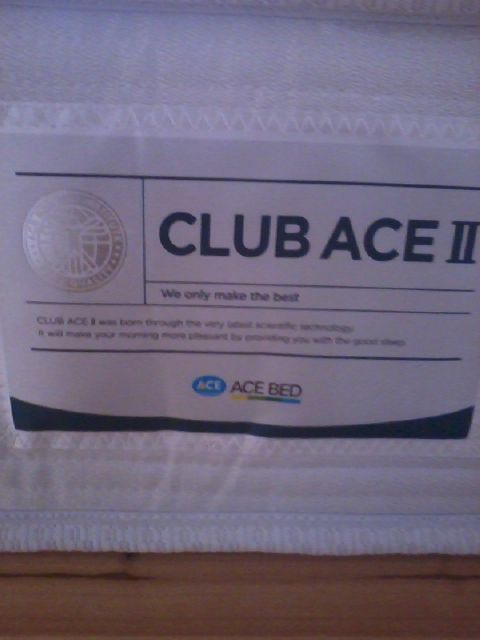 CLUB ACE III
We only make the best
CLUB ACE II was born through the very latest scientific technology.
It will make your morning more pleasant by providing you with the good sleep.
ACE ACE BED